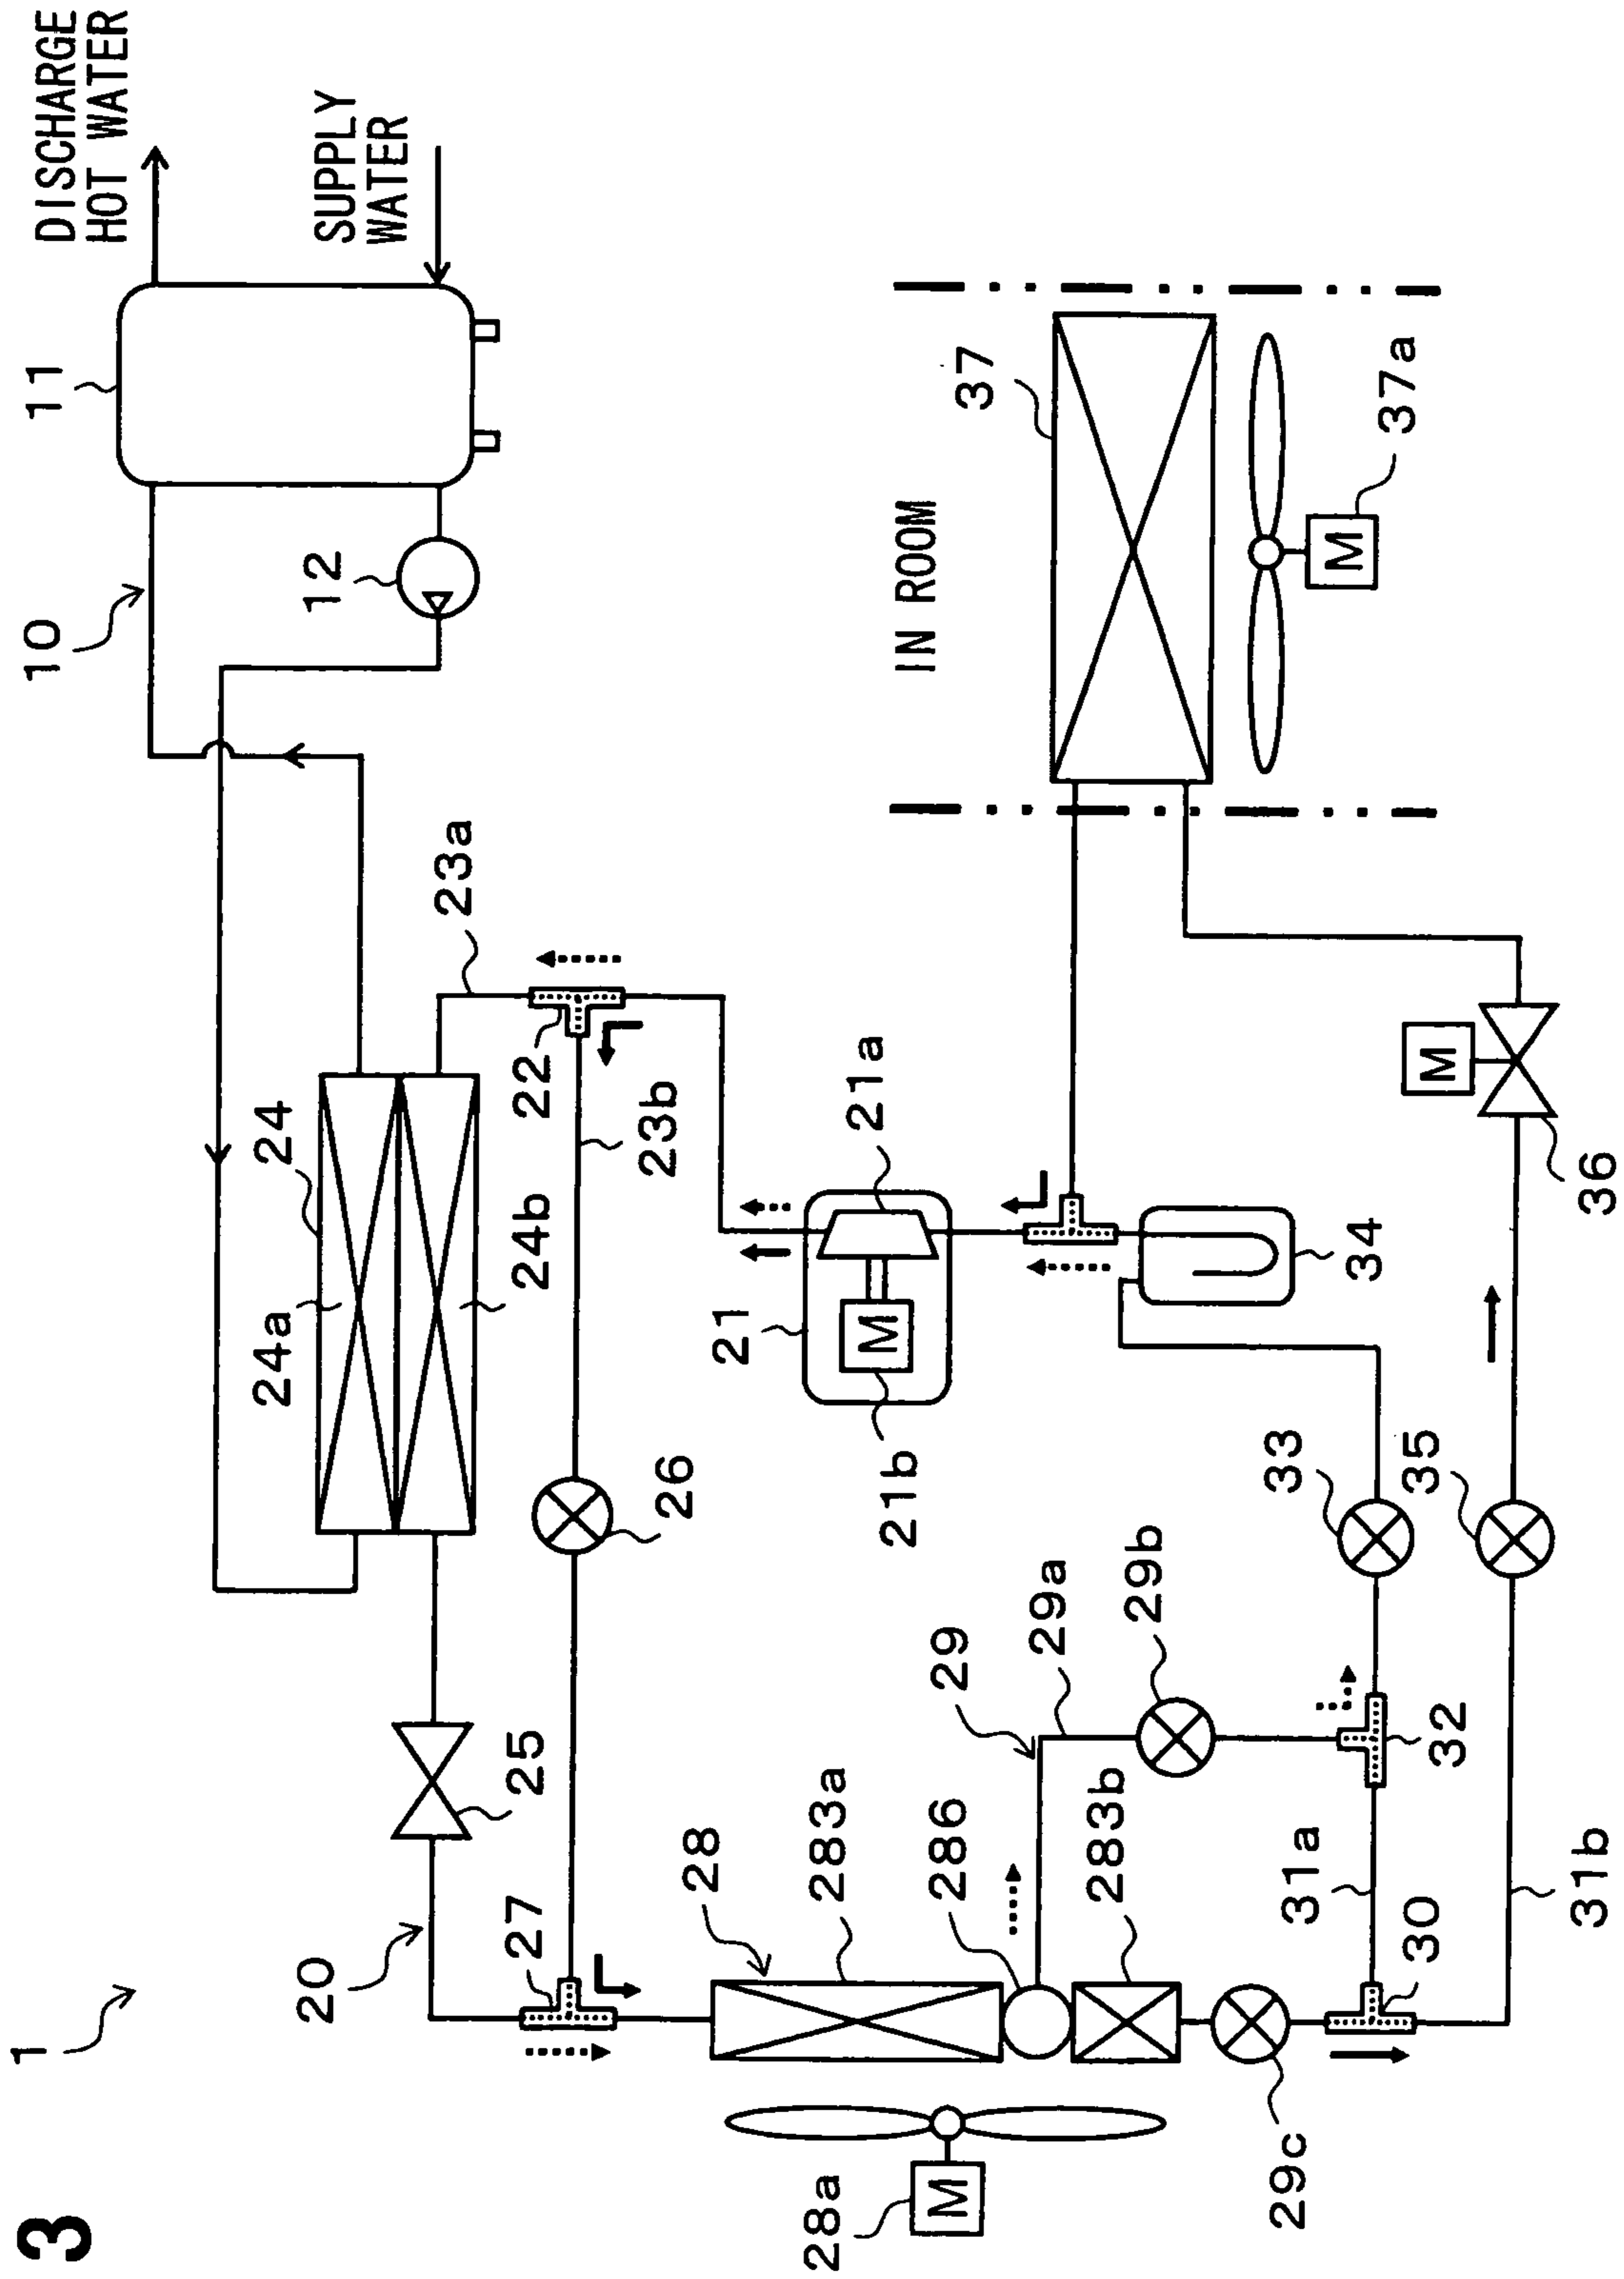 3
1
10
11
DISCHARGE
HOT WATER
SUPPLY
WATER
12
20
24
24a
24b
23a
22
23b
25
26
27
21
21a
21b
M
28
283a
286
283b
28a
M
29
29a
29b
29c
30
31a
31b
32
33
34
35
36
M
IN ROOM
37
37a
M